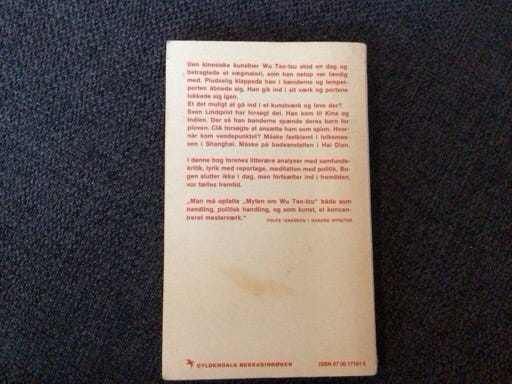 Den kinesiske kunstner Wu Tao-tzu stod en dag og
betragtede et vægmaleri, som han netop var færdig
med. Pludselig klappede han i hænderne og tempel-
porten åbnede sig. Han gik ind i sit værk og portene
lukkede sig igen.
Er det muligt at gå ind i et kunstværk og leve der?
Sven Lindqvist har forsøgt det. Han kom til Kina og
Indien. Der så han bønderne spænde deres børn for
ploven. CIA forsøgte at ansætte ham som spion. Hvor-
når kom vendepunktet? Måske fastklemt i folkemas-
sen i Shanghai. Måske på badeanstalten i Hai Dian.
I denne bog forenes litterære analyser med samfunds-
kritik, lyrik med reportage, meditation med politik. Bo-
gen slutter ikke i dag, men fortsætter ind i fremtiden,
vor fælles fremtid.
„Man må opfatte „Myten om Wu Tao-tzu" både som
handling, politisk handling, og som kunst, et koncen-
treret mesterværk."
FOLKE ISAKSSON I DAGENS NYHETER
GYLDENDALS BEKKASINBØGER
ISBN 87 00 17181 5